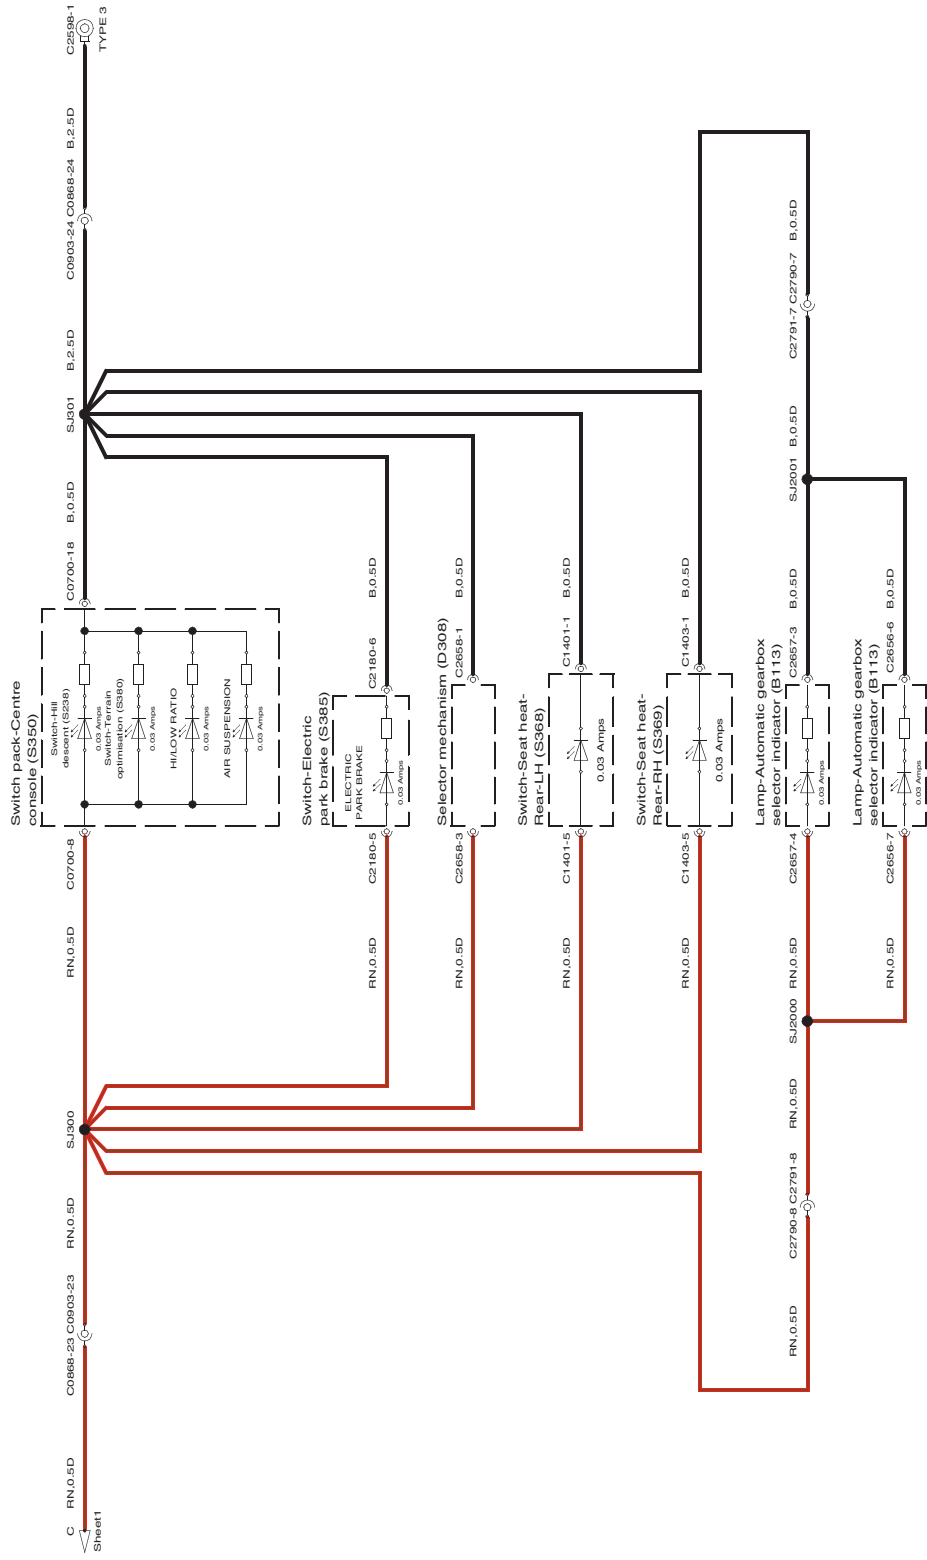 C2598-1
TYPE 3
B,2.5D
C0868-24
C0903-24
B,2.5D
SJ301
B,0.5D
C0700-18
Switch pack-Centre
console (S350)
Switch-Hill
descent (S238)
0.03 Amps
Switch-Terrain
optimisation (S380)
0.03 Amps
HI/LOW RATIO
0.03 Amps
AIR SUSPENSION
0.03 Amps
C0700-8
RN,0.5D
SJ300
RN,0.5D
C0903-23
C0868-23
RN,0.5D
C
Sheet1
B,0.5D
C2180-6
Switch-Electric
park brake (S385)
ELECTRIC
PARK BRAKE
0.03 Amps
C2180-5
RN,0.5D
B,0.5D
C2658-1
Selector mechanism (D308)
C2658-3
RN,0.5D
B,0.5D
C1401-1
Switch-Seat heat-
Rear-LH (S368)
0.03 Amps
C1401-5
RN,0.5D
B,0.5D
C1403-1
Switch-Seat heat-
Rear-RH (S369)
0.03 Amps
C1403-5
RN,0.5D
B,0.5D
C2790-7
C2791-7
B,0.5D
SJ2001
B,0.5D
C2657-3
Lamp-Automatic gearbox
selector indicator (B113)
0.03 Amps
C2657-4
RN,0.5D
SJ2000
RN,0.5D
C2791-8
C2790-8
RN,0.5D
B,0.5D
C2656-6
Lamp-Automatic gearbox
selector indicator (B113)
0.03 Amps
C2656-7
RN,0.5D